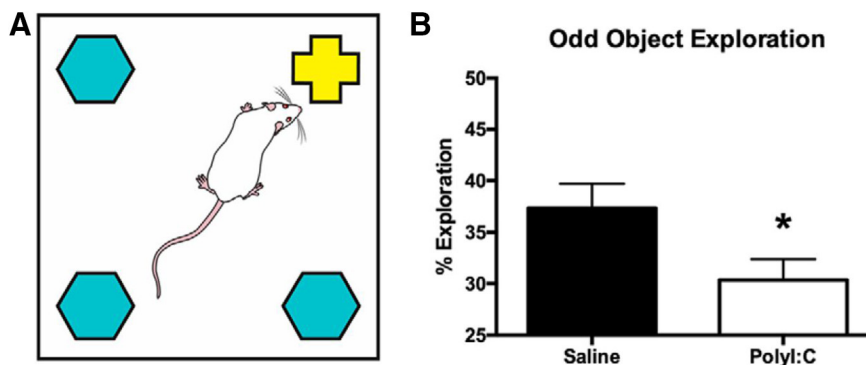 A
B
Odd Object Exploration
% Exploration
50
45
40
35
30
25
*
Saline
PolyI:C